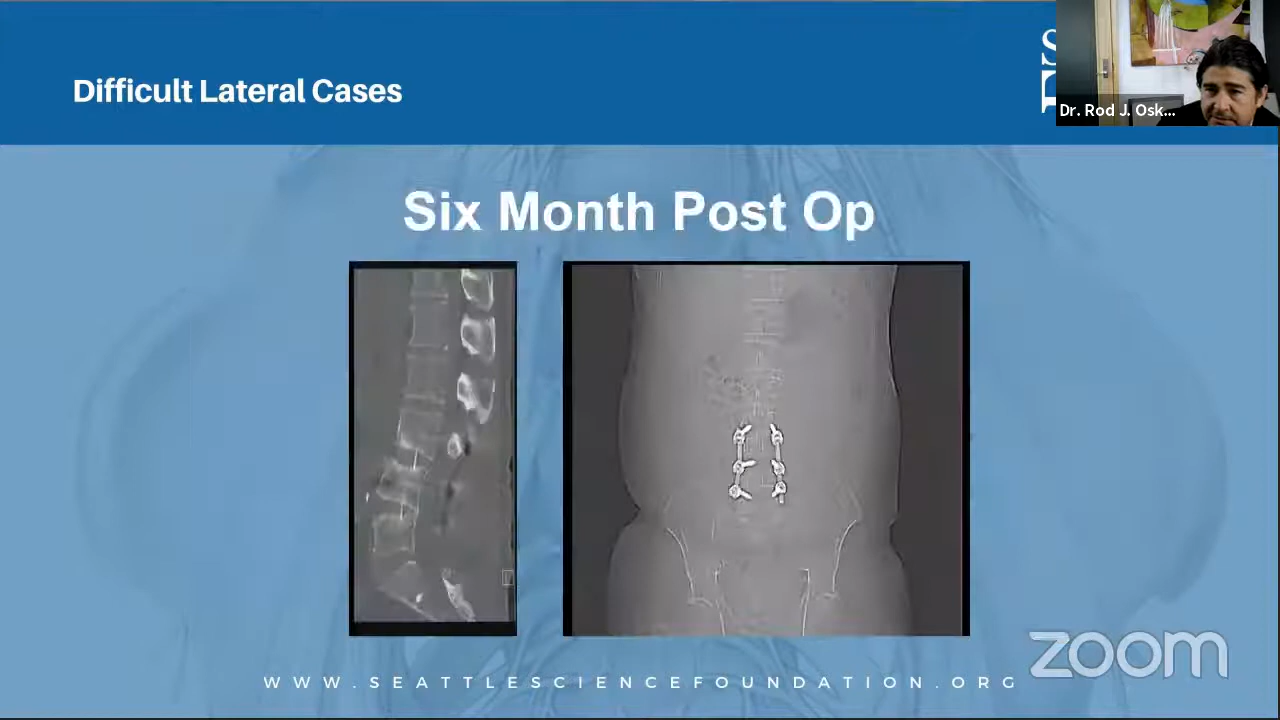 Difficult Lateral Cases
Dr. Rod J. Osk...
Six Month Post Op
zoom
WWW.SEATTLESCIENCEFOUNDATION.ORG